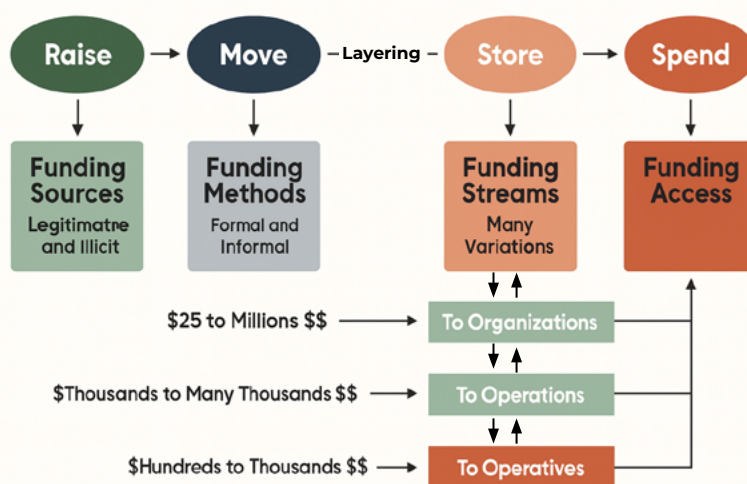 Raise
Move
Layering
Store
Spend
Funding
Sources
Legitimatre
and Illicit
Funding
Methods
Formal and
Informal
Funding
Streams
Many
Variations
Funding
Access
$25 to Millions $$
To Organizations
$Thousands to Many Thousands $$
To Operations
$Hundreds to Thousands $$
To Operatives